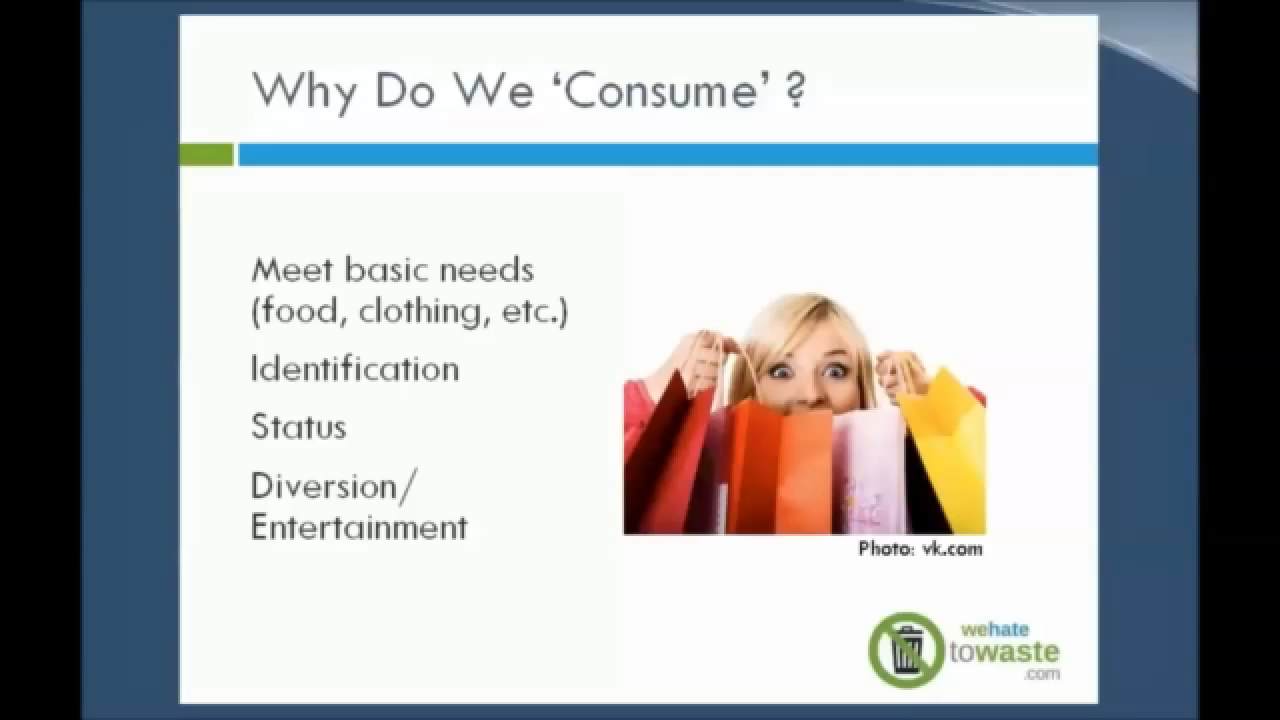 Why Do We ‘Consume’ ?
Meet basic needs
(food, clothing, etc.)
Identification
Status
Diversion/
Entertainment
Photo: vk.com
wehate
towaste
.com